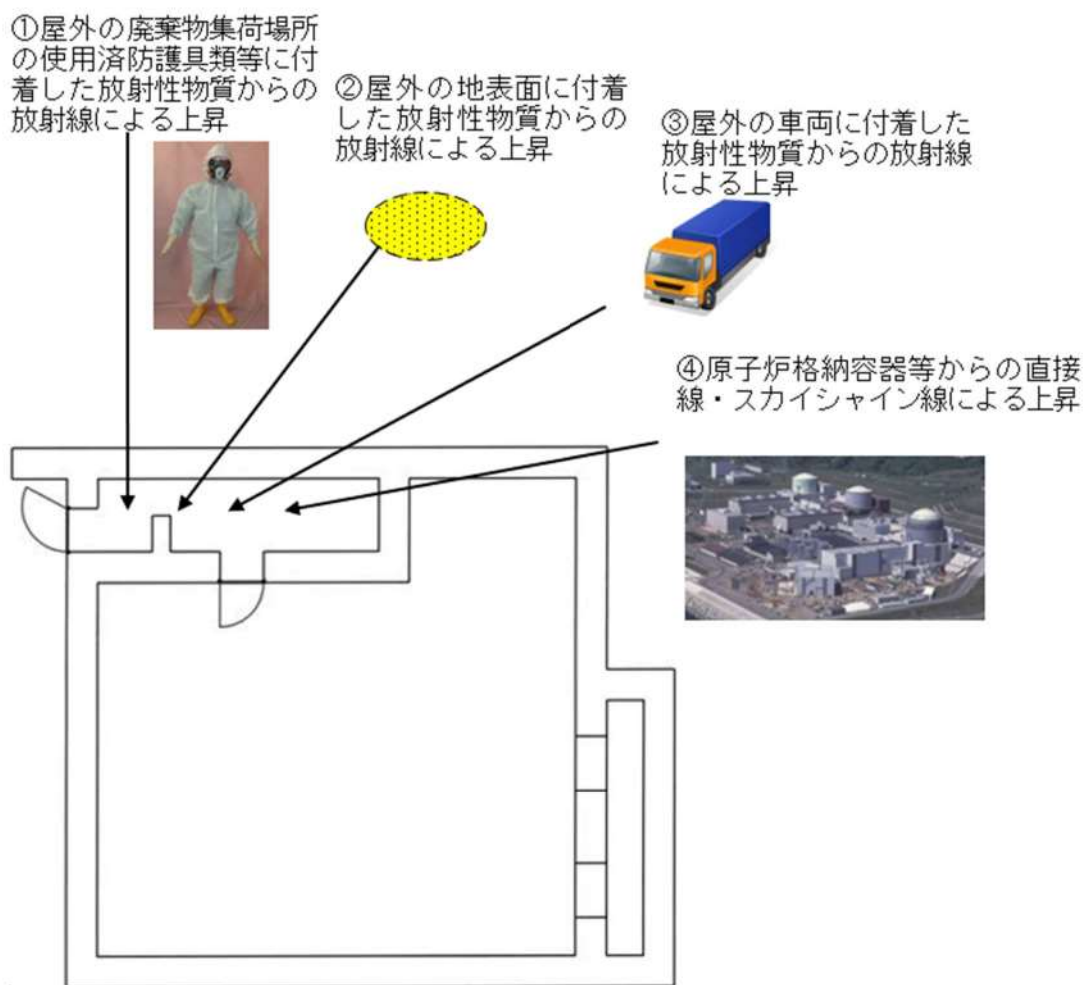 ①屋外の廃棄物集荷場所
の使用済防護具類等に付
着した放射性物質からの
放射線による上昇
②屋外の地表面に付着
した放射性物質からの
放射線による上昇
③屋外の車両に付着した
放射性物質からの放射線
による上昇
④原子炉格納容器等からの直接
線・スカイシャイン線による上昇